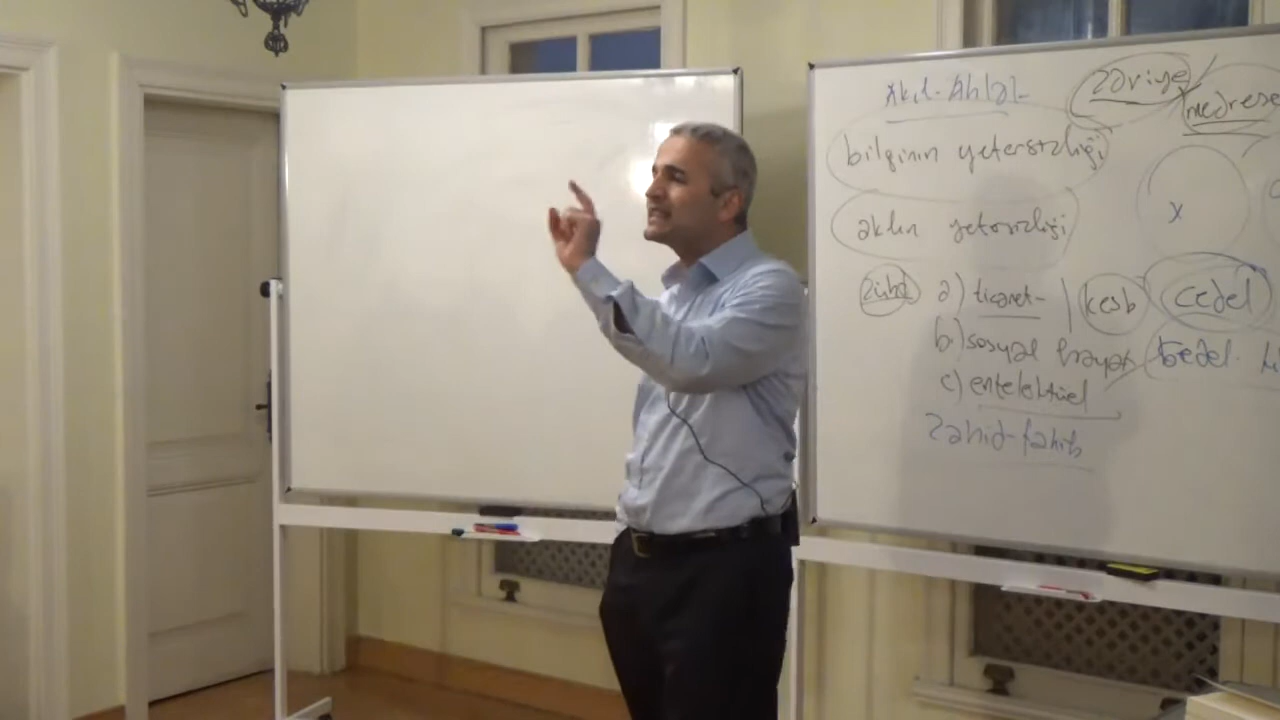 Akıl-Ahlak zaviye medrese
bilginin yetersizliği
aklın yetersizliği x
Zühd a) ticaret- kesb cedel
b) sosyal hayat bedel
c) entelektüel
Zahid-fakih